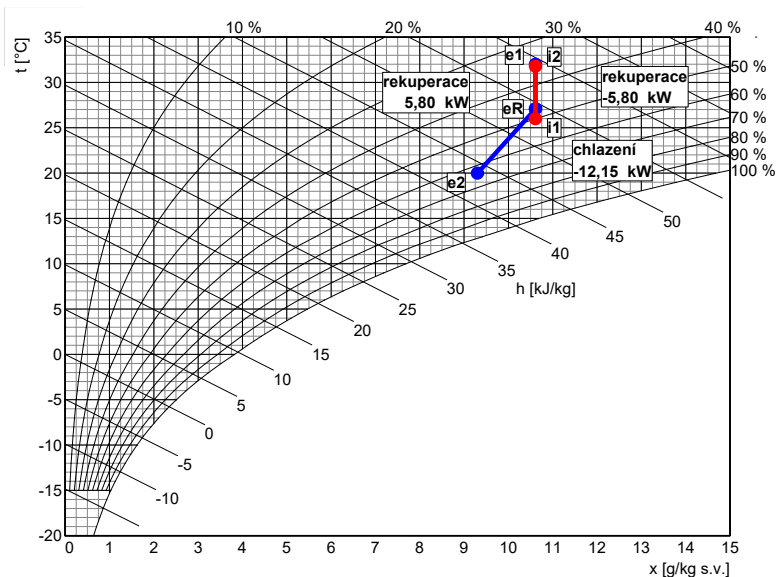 10 %
20 %
30 %
40 %
t [°C]
35
30
25
20
15
10
5
0
-5
-10
-15
-20
e1
i2
rekuperace
5,80 kW
rekuperace
-5,80 kW
eR
i1
chlazení
-12,15 kW
e2
50 %
60 %
70 %
80 %
90 %
100 %
50
45
40
35
h [kJ/kg]
30
25
20
15
10
5
0
-5
-10
0 1 2 3 4 5 6 7 8 9 10 11 12 13 14 15
x [g/kg s.v.]